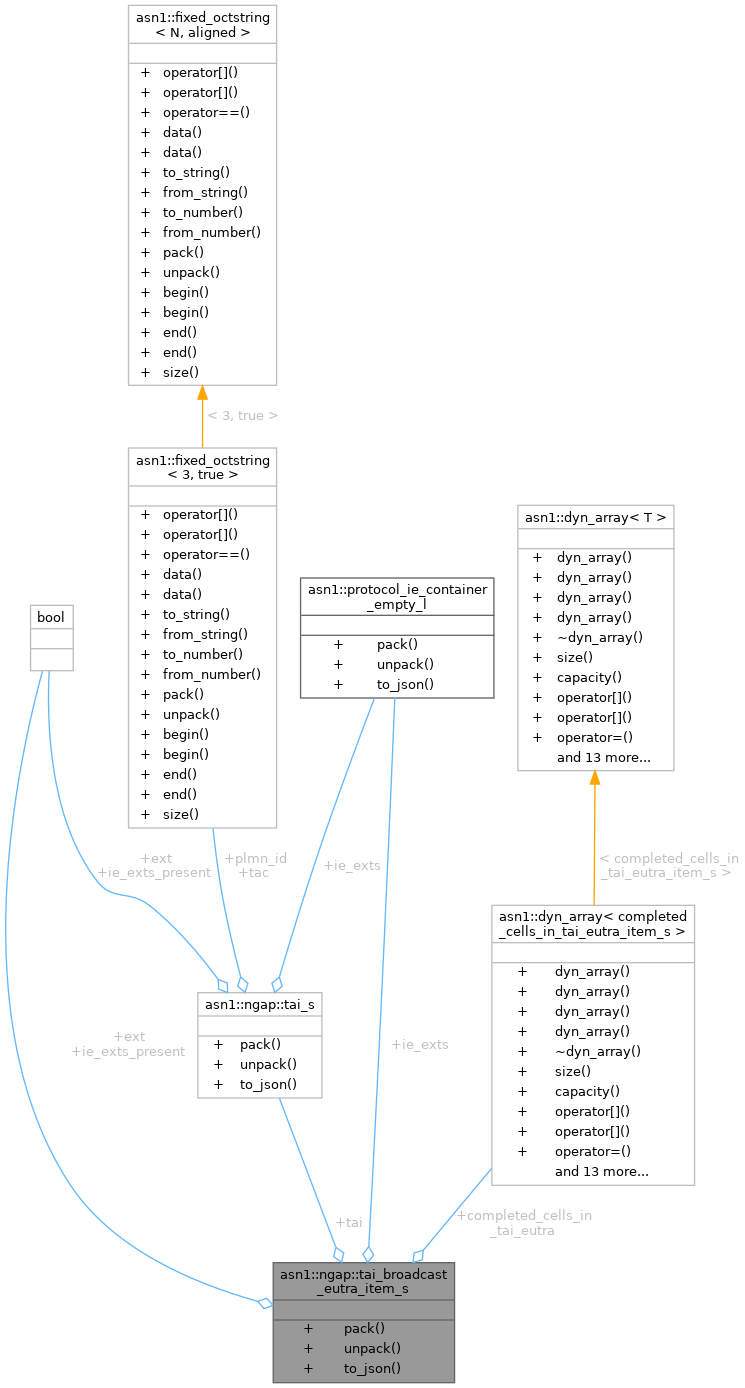 asn1::fixed_octstring
< N, aligned >
+ operator[]()
+ operator[]()
+ operator==()
+ data()
+ data()
+ to_string()
+ from_string()
+ to_number()
+ from_number()
+ pack()
+ unpack()
+ begin()
+ begin()
+ end()
+ end()
+ size()
< 3, true >
asn1::fixed_octstring
< 3, true >
+ operator[]()
+ operator[]()
+ operator==()
+ data()
+ data()
+ to_string()
+ from_string()
+ to_number()
+ from_number()
+ pack()
+ unpack()
+ begin()
+ begin()
+ end()
+ end()
+ size()
asn1::dyn_array< T >
+ dyn_array()
+ dyn_array()
+ dyn_array()
+ dyn_array()
+ ~dyn_array()
+ size()
+ capacity()
+ operator[]()
+ operator[]()
+ operator=()
and 13 more...
asn1::protocol_ie_container
_empty_l
+ pack()
+ unpack()
+ to_json()
bool
+ext
+ie_exts_present
+plmn_id
+tac
+ie_exts
< completed_cells_in
_tai_eutra_item_s >
asn1::dyn_array< completed
_cells_in_tai_eutra_item_s >
+ dyn_array()
+ dyn_array()
+ dyn_array()
+ dyn_array()
+ ~dyn_array()
+ size()
+ capacity()
+ operator[]()
+ operator[]()
+ operator=()
and 13 more...
asn1::ngap::tai_s
+ pack()
+ unpack()
+ to_json()
+ext
+ie_exts_present
+ie_exts
+tai
+completed_cells_in
_tai_eutra
asn1::ngap::tai_broadcast
_eutra_item_s
+ pack()
+ unpack()
+ to_json()